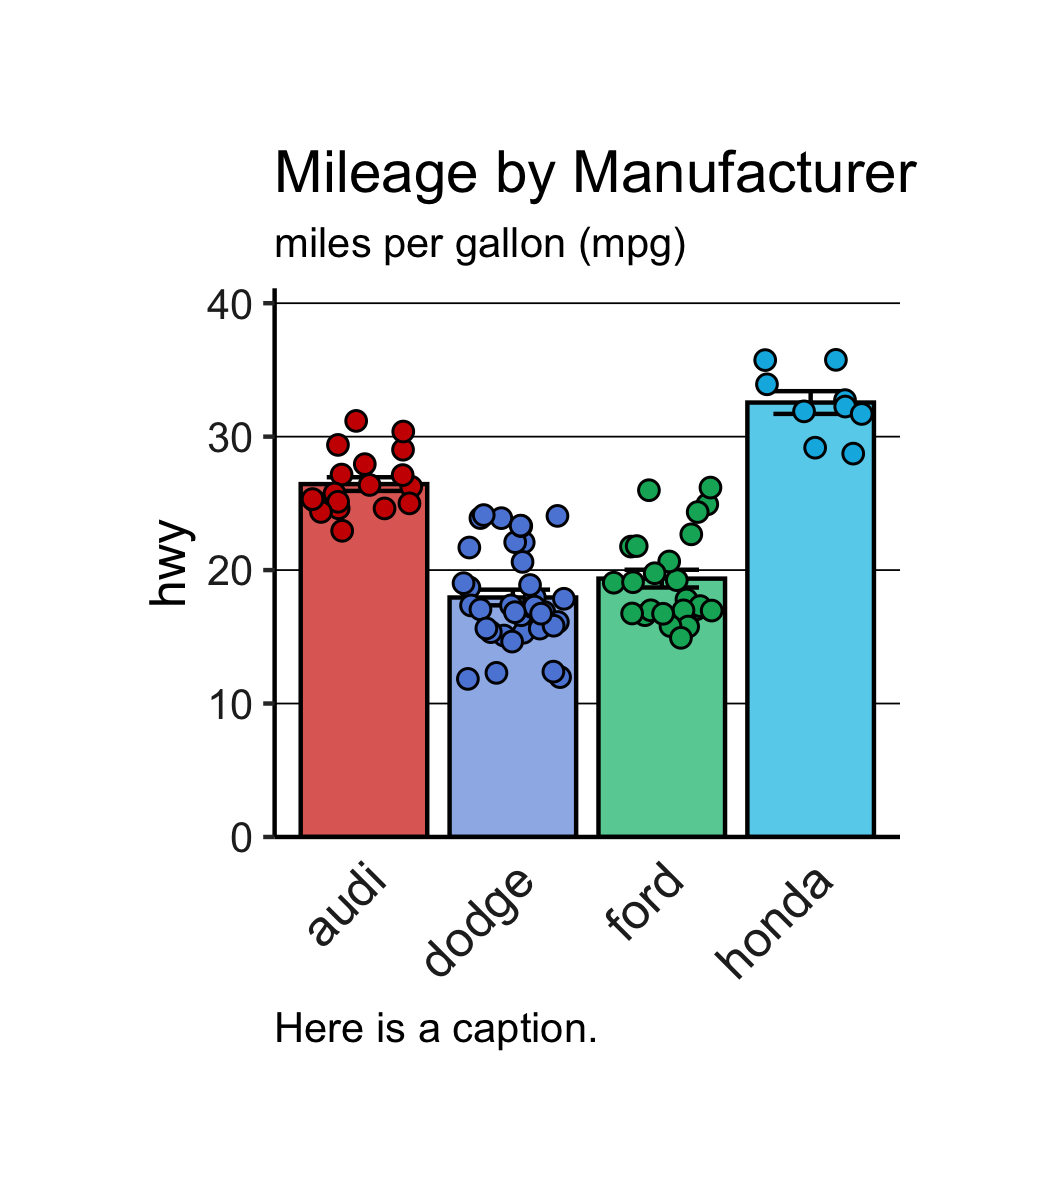 Mileage by Manufacturer
miles per gallon (mpg)
40
30
20
10
0
hwy
audi
dodge
ford
honda
Here is a caption.